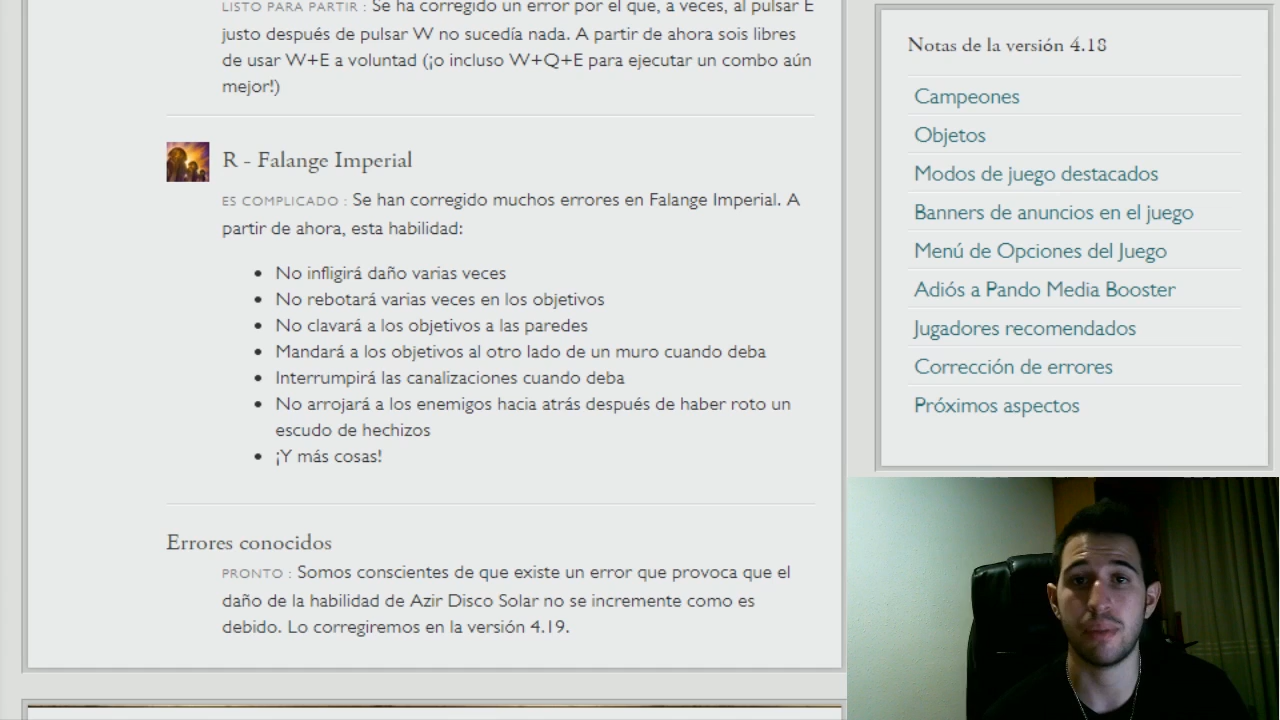 LISTO PARA PARTIR : Se ha corregido un error por el que, a veces, al pulsar E
justo después de pulsar W no sucedía nada. A partir de ahora sois libres
de usar W+E a voluntad (¡o incluso W+Q+E para ejecutar un combo aún
mejor!)
R - Falange Imperial
ES COMPLICADO : Se han corregido muchos errores en Falange Imperial. A
partir de ahora, esta habilidad:
• No infligirá daño varias veces
• No rebotará varias veces en los objetivos
• No clavará a los objetivos a las paredes
• Mandará a los objetivos al otro lado de un muro cuando deba
• Interrumpirá las canalizaciones cuando deba
• No arrojará a los enemigos hacia atrás después de haber roto un
escudo de hechizos
• ¡Y más cosas!
Errores conocidos
PRONTO : Somos conscientes de que existe un error que provoca que el
daño de la habilidad de Azir Disco Solar no se incremente como es
debido. Lo corregiremos en la versión 4.19.
Notas de la versión 4.18
Campeones
Objetos
Modos de juego destacados
Banners de anuncios en el juego
Menú de Opciones del Juego
Adiós a Pando Media Booster
Jugadores recomendados
Corrección de errores
Próximos aspectos